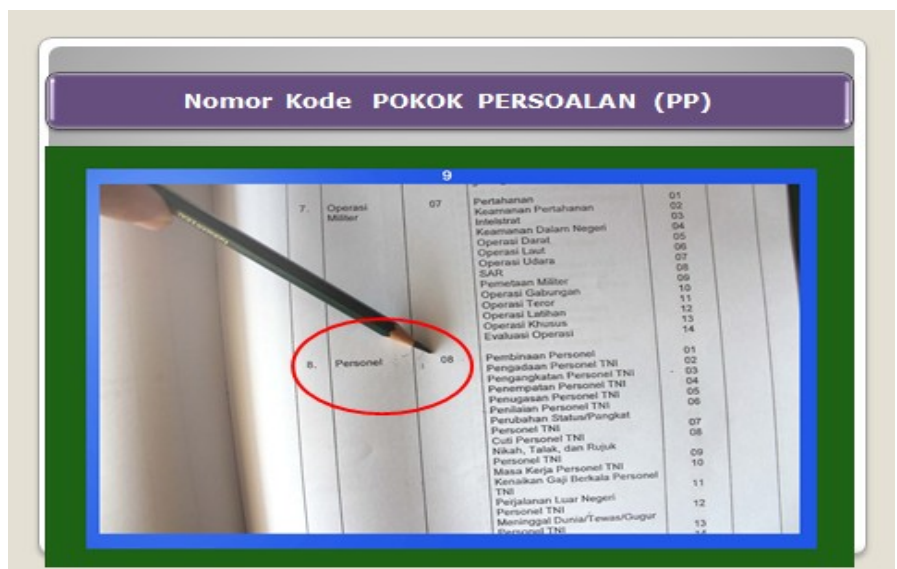 Nomor Kode POKOK PERSOALAN (PP)
9
7. Operasi Militer 07 Pertahanan 01
Keamanan Pertahanan 02
Intelstrat 03
Keamanan Dalam Negeri 04
Operasi Darat 05
Operasi Laut 06
Operasi Udara 07
SAR 08
Pemetaan Militer 09
Operasi Gabungan 10
Operasi Teror 11
Operasi Latihan 12
Operasi Khusus 13
Evaluasi Operasi 14
8. Personel 08 Pembinaan Personel 01
Pengadaan Personel TNI 02
Pengangkatan Personel TNI 03
Penempatan Personel TNI 04
Penugasan Personel TNI 05
Penilaian Personel TNI 06
Perubahan Status/Pangkat
Personel TNI 07
Cuti Personel TNI 08
Nikah, Talak, dan Rujuk
Personel TNI 09
Masa Kerja Personel TNI 10
Kenaikan Gaji Berkala Personel
TNI 11
Perjalanan Luar Negeri
Personel TNI 12
Meninggal Dunia/Tewas/Gugur
Personel TNI 13